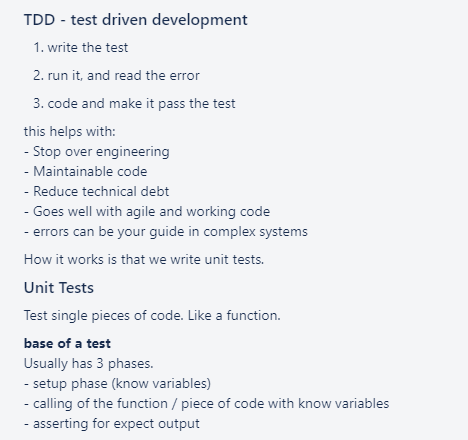 TDD - test driven development
1. write the test
2. run it, and read the error
3. code and make it pass the test
this helps with:
- Stop over engineering
- Maintainable code
- Reduce technical debt
- Goes well with agile and working code
- errors can be your guide in complex systems
How it works is that we write unit tests.
Unit Tests
Test single pieces of code. Like a function.
base of a test
Usually has 3 phases.
- setup phase (know variables)
- calling of the function / piece of code with know variables
- asserting for expect output